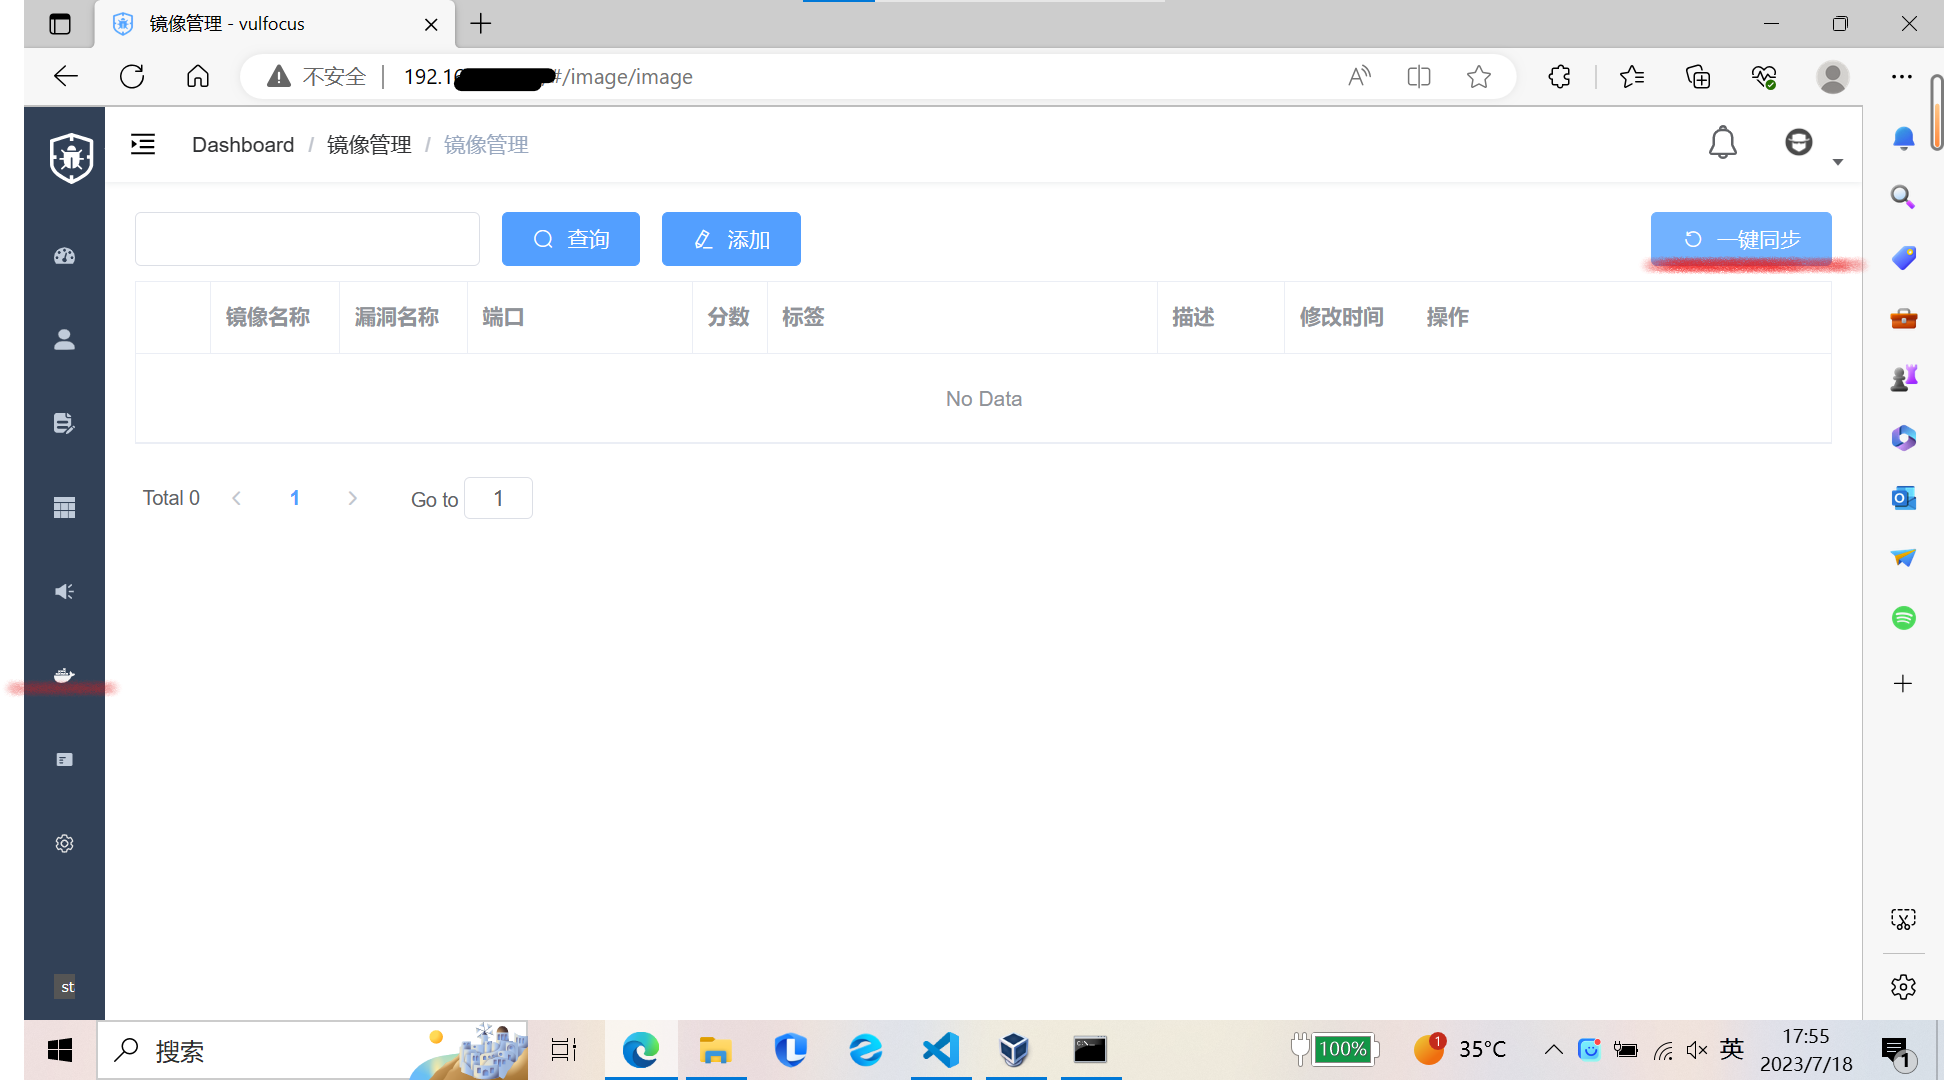 镜像管理 - vulfocus
不安全 192.1 #/image/image
Dashboard / 镜像管理 / 镜像管理
查询 添加 一键同步
镜像名称 漏洞名称 端口 分数 标签 描述 修改时间 操作
No Data
Total 0 1 Go to 1
st
搜索
100% 1 35°C 英 17:55
2023/7/18
1